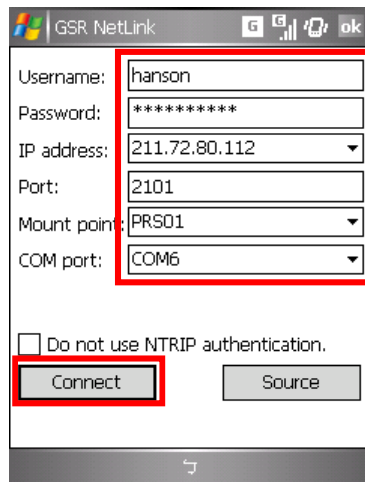 GSR NetLink G G ok
Username: hanson
Password: **********
IP address: 211.72.80.112
Port: 2101
Mount point: PRS01
COM port: COM6
Do not use NTRIP authentication.
Connect Source